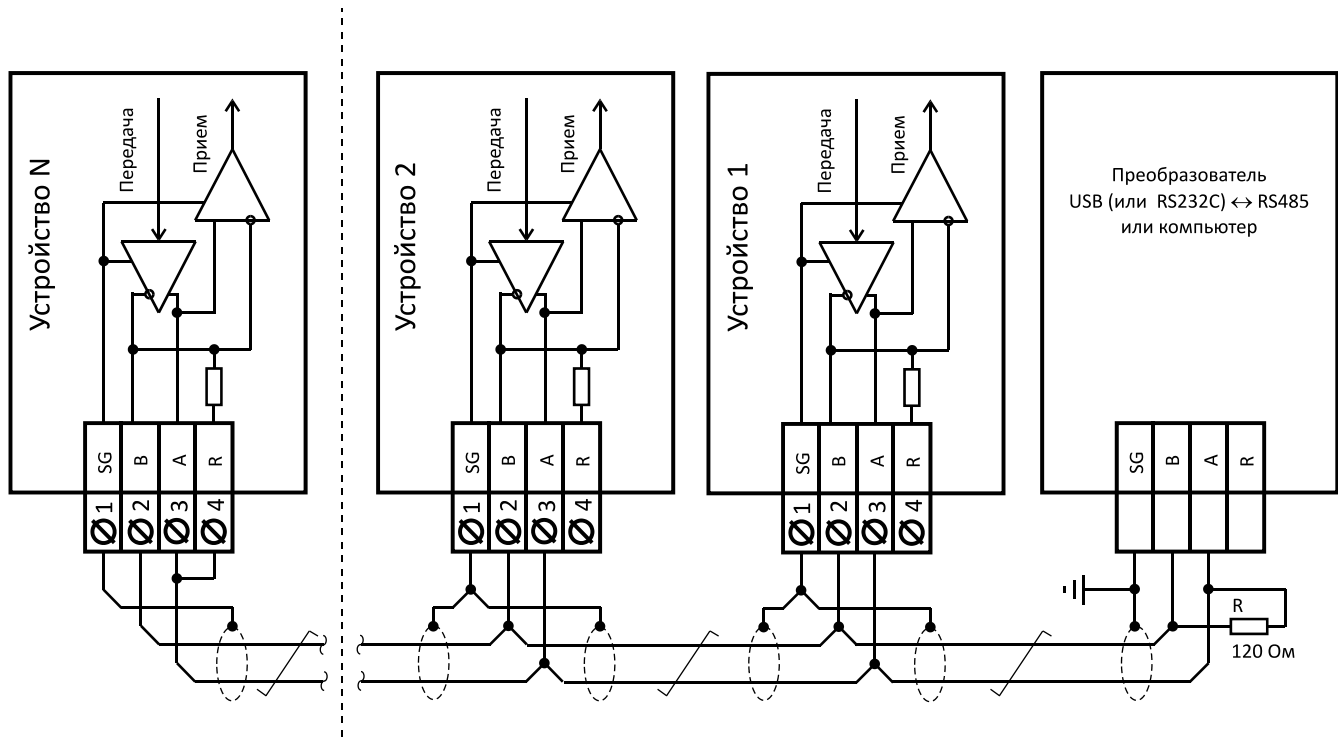 Устройство N
Передача
Прием
SG
B
A
R
1
2
3
4
Устройство 2
Передача
Прием
SG
B
A
R
1
2
3
4
Устройство 1
Передача
Прием
SG
B
A
R
1
2
3
4
Преобразователь
USB (или RS232C) ↔ RS485
или компьютер
SG
B
A
R
R
120 Ом